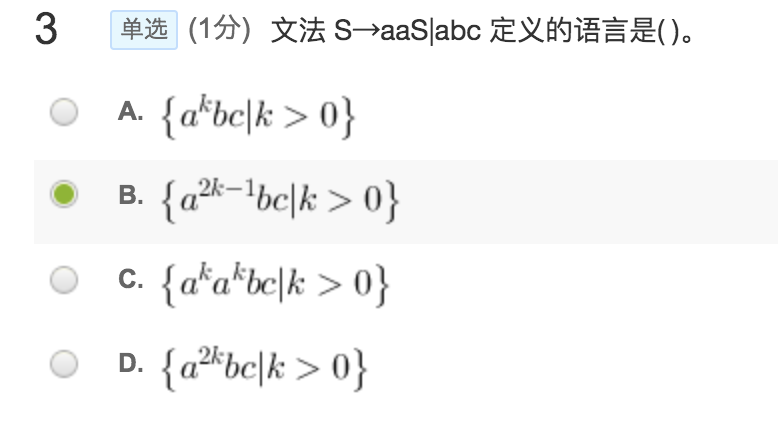 3 单选 (1分) 文法 S→aaS|abc 定义的语言是( )。
A. {a^k bc|k > 0}
B. {a^{2k−1} bc|k > 0}
C. {a^k a^k bc|k > 0}
D. {a^{2k} bc|k > 0}